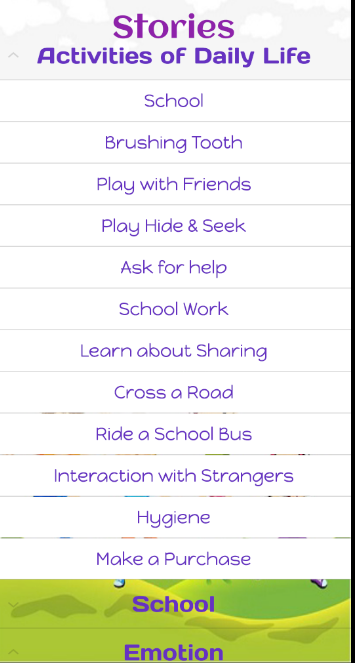 Stories
Activities of Daily Life
School
Brushing Tooth
Play with Friends
Play Hide & Seek
Ask for help
School Work
Learn about Sharing
Cross a Road
Ride a School Bus
Interaction with Strangers
Hygiene
Make a Purchase
School
Emotion